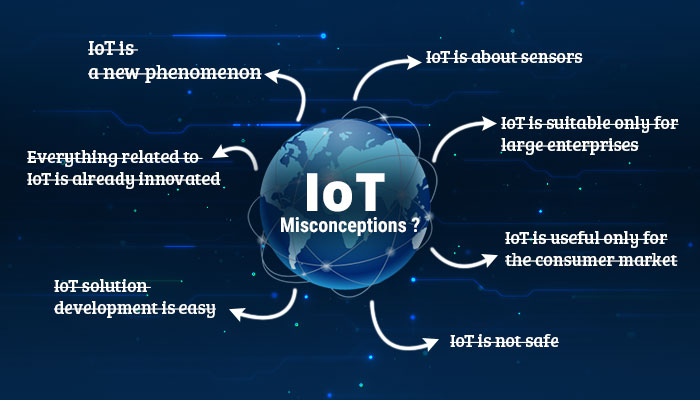 IoT is
a new phenomenon
IoT is about sensors
IoT is suitable only for
large enterprises
Everything related to
IoT is already innovated
IoT
Misconceptions ?
IoT is useful only for
the consumer market
IoT solution
development is easy
IoT is not safe